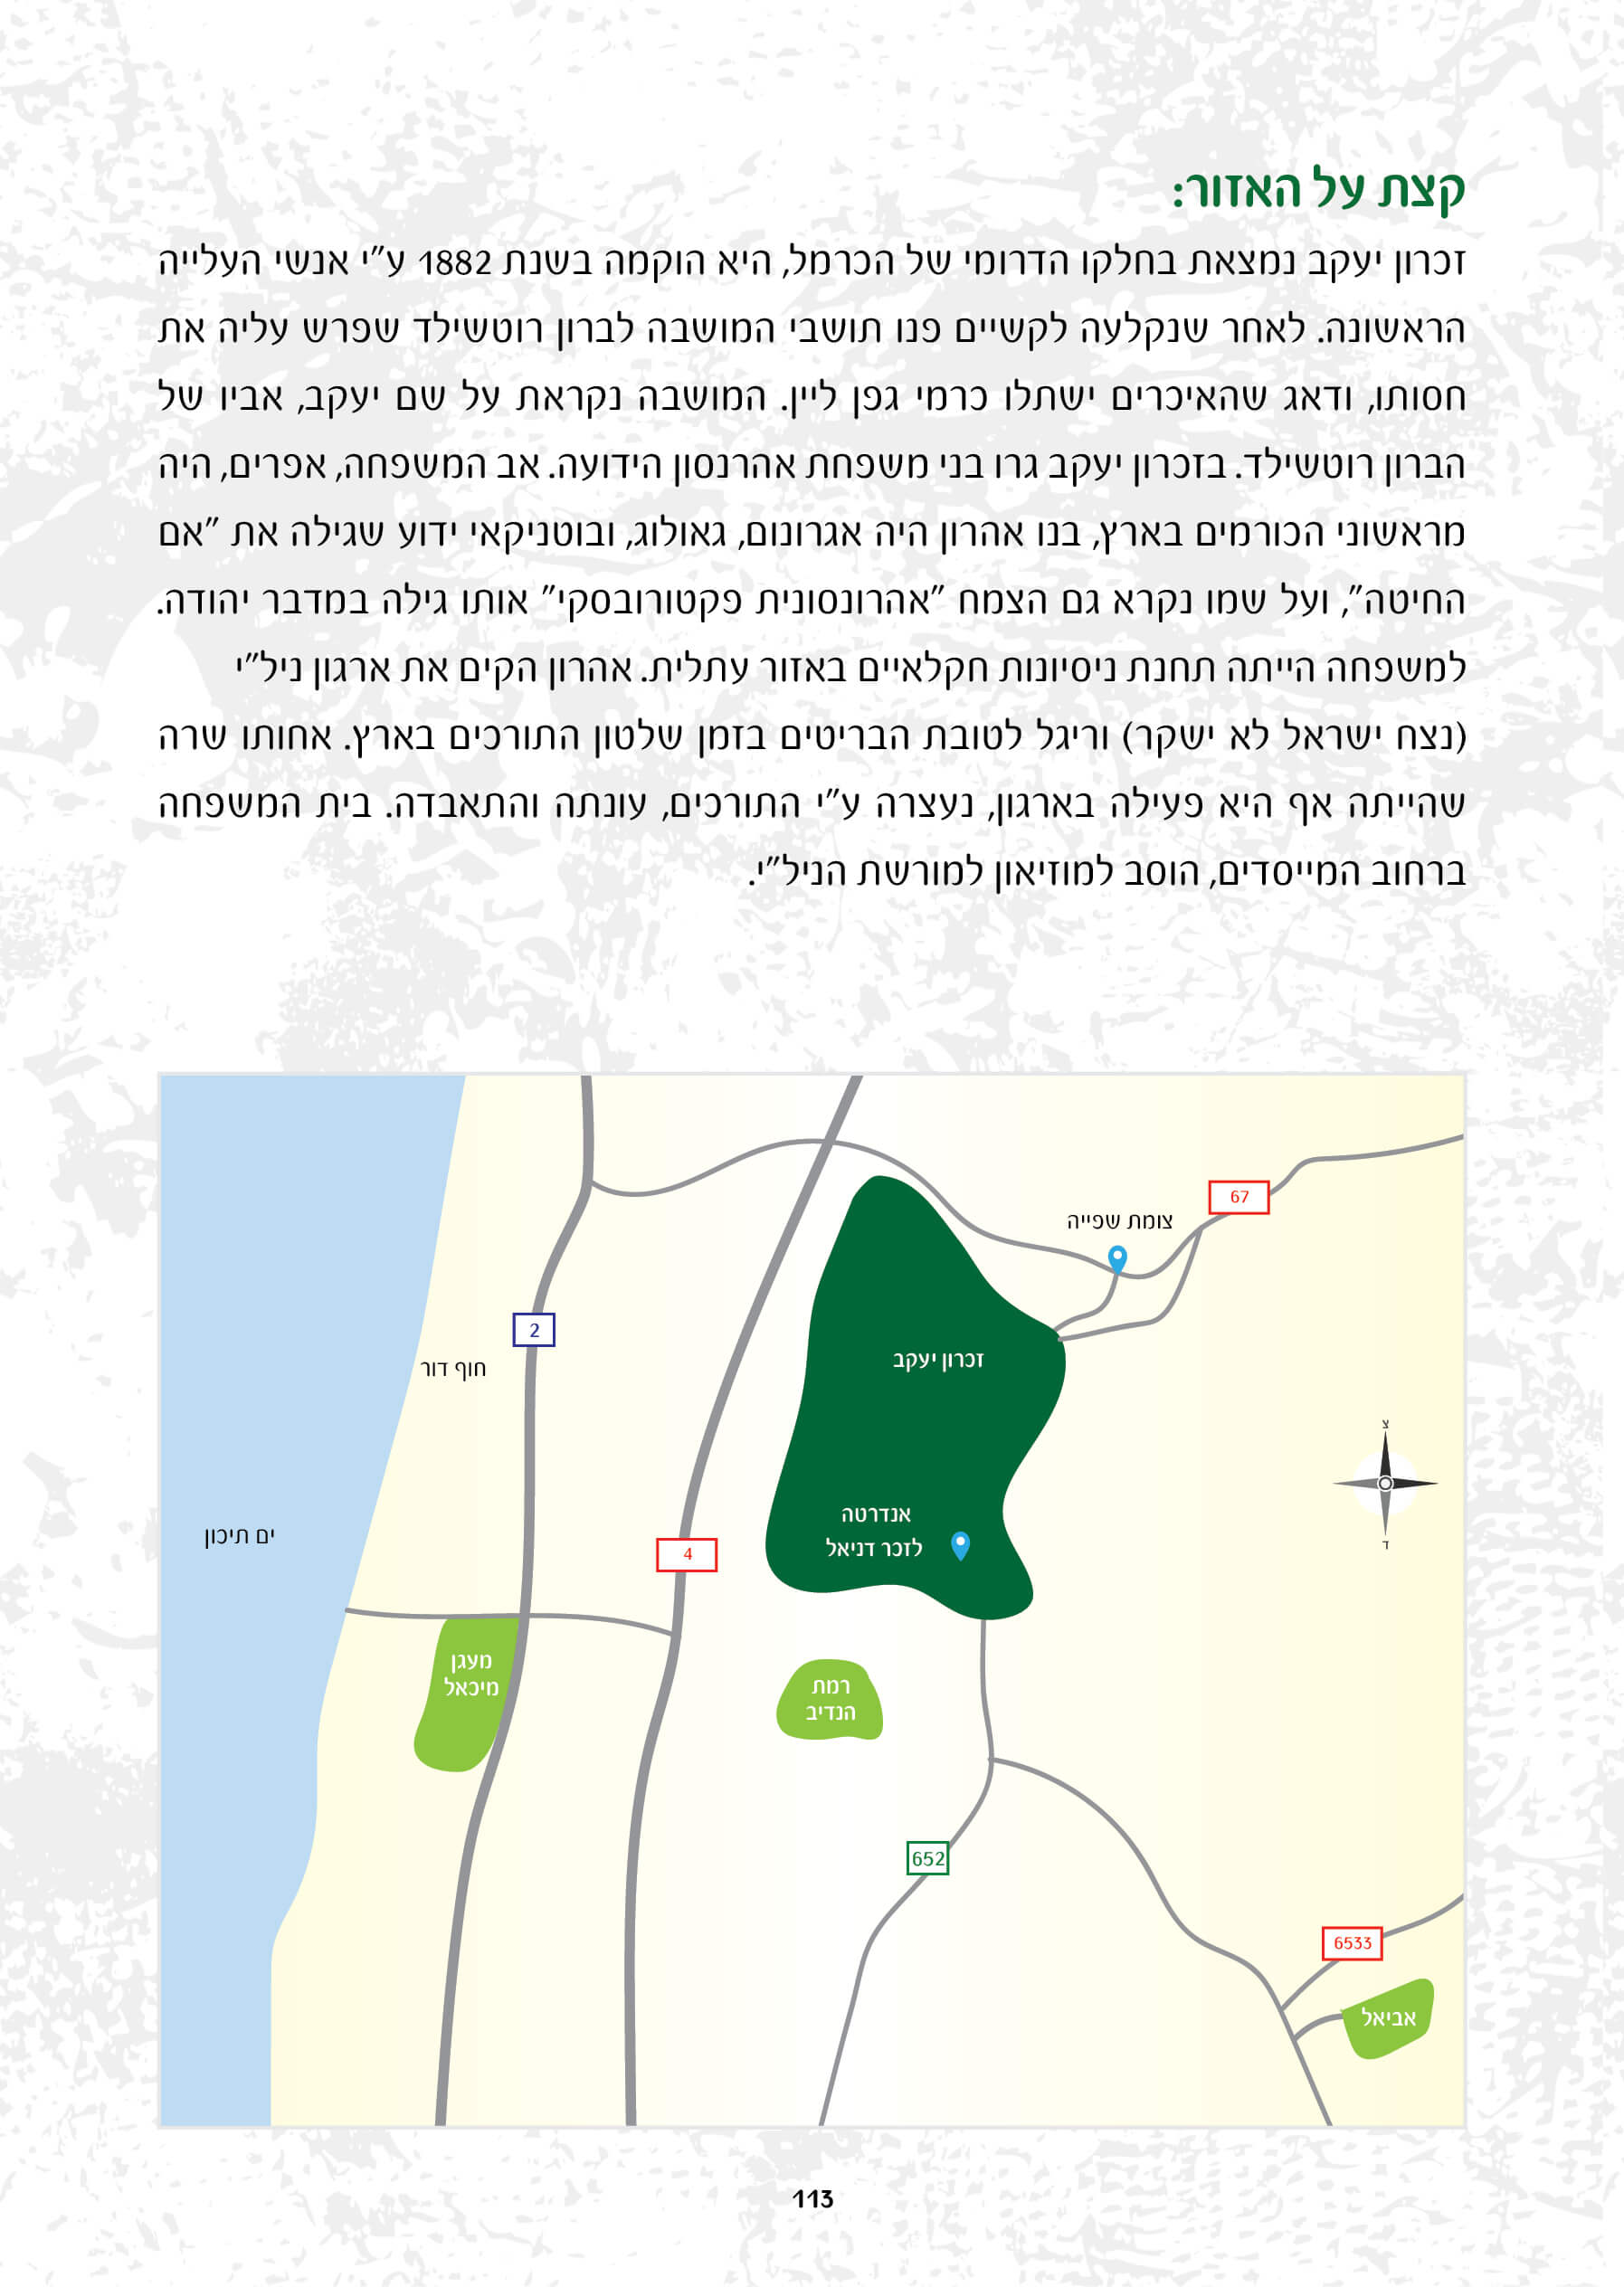 קצת על האזור:
זכרון יעקב נמצאת בחלקו הדרומי של הכרמל, היא הוקמה בשנת 1882 ע"י אנשי העלייה
הראשונה. לאחר שנקלעה לקשיים פנו תושבי המושבה לברון רוטשילד שפרש עליה את
חסותו, ודאג שהאיכרים ישתלו כרמי גפן ליין. המושבה נקראת על שם יעקב, אביו של
הברון רוטשילד. בזכרון יעקב גרו בני משפחת אהרנסון הידועה. אב המשפחה, אפרים, היה
מראשוני הכורמים בארץ, בנו אהרון היה אגרונום, גאולוג, ובוטניקאי ידוע שגילה את "אם
החיטה", ועל שמו נקרא גם הצמח "אהרונסונית פקטורובסקי" אותו גילה במדבר יהודה.
למשפחה הייתה תחנת ניסיונות חקלאיים באזור עתלית. אהרון הקים את ארגון ניל"י
(נצח ישראל לא ישקר) וריגל לטובת הבריטים בזמן שלטון התורכים בארץ. אחותו שרה
שהייתה אף היא פעילה בארגון, נעצרה ע"י התורכים, עונתה והתאבדה. בית המשפחה
ברחוב המייסדים, הוסב למוזיאון למורשת הניל"י.
67
צומת שפייה
2
זכרון יעקב
חוף דור
צ
אנדרטה
לזכר דניאל
ים תיכון
4
ד
מעגן
מיכאל
רמת
הנדיב
652
6533
אביאל
113